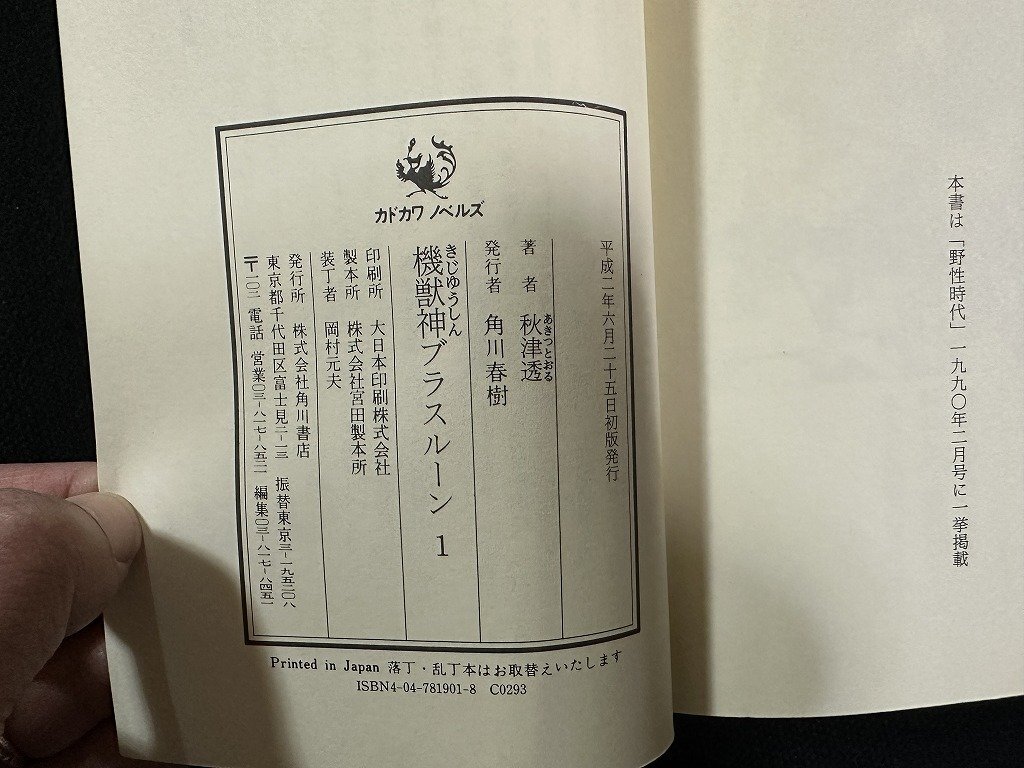 本書は「野性時代」一九九〇年二月号に一挙掲載
カドカワ ノベルズ
平成二年六月二十五日初版発行
あきつとおる
著者 秋津透
発行者 角川春樹
きじゆうしん
機獣神ブラスルーン 1
印刷所 大日本印刷株式会社
製本所 株式会社宮田製本所
装丁者 岡村元夫
発行所 株式会社角川書店
東京都千代田区富士見二-一三 振替東京三-一九五二〇八
〒一〇二 電話 営業〇三-八一七-八五二一 編集〇三-八一七-八四五一
Printed in Japan 落丁・乱丁本はお取替えいたします
ISBN4-04-781901-8 C0293